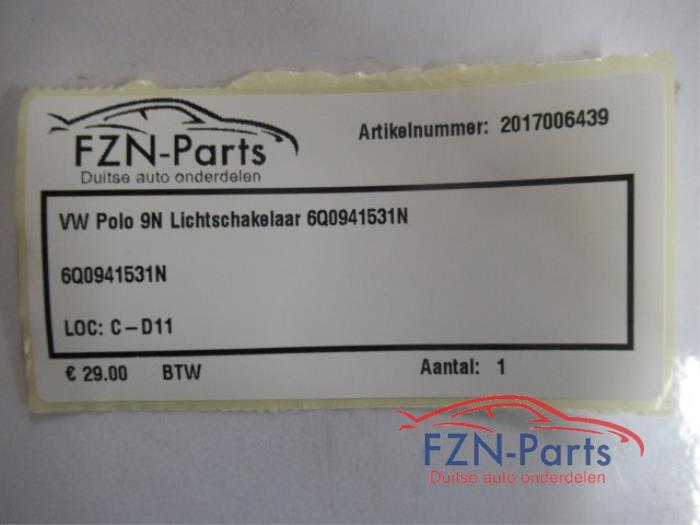 FZN-Parts
Duitse auto onderdelen
Artikelnummer: 2017006439
VW Polo 9N Lichtschakelaar 6Q0941531N
6Q0941531N
LOC: C-D11
€ 29.00 BTW Aantal: 1
FZN-Parts
Duitse auto onderdelen